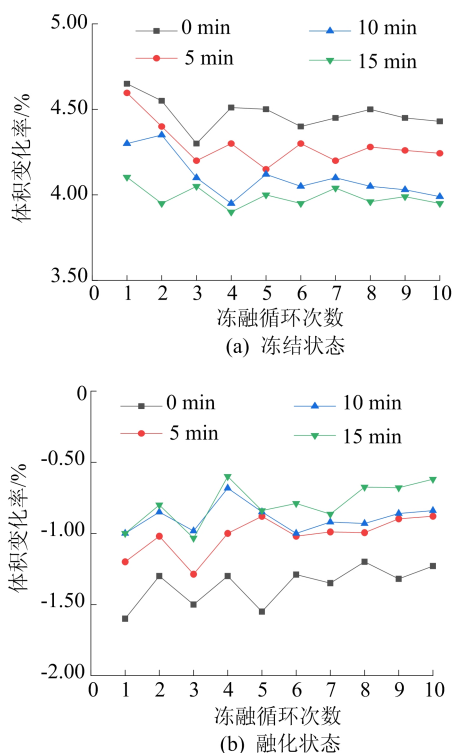 5.00
0 min
10 min
5 min
15 min
4.50
体积变化率/%
4.00
3.50
0 1 2 3 4 5 6 7 8 9 10
冻融循环次数
(a) 冻结状态
0
0 min
10 min
5 min
15 min
-0.50
体积变化率/%
-1.00
-1.50
-2.00
0 1 2 3 4 5 6 7 8 9 10
冻融循环次数
(b) 融化状态